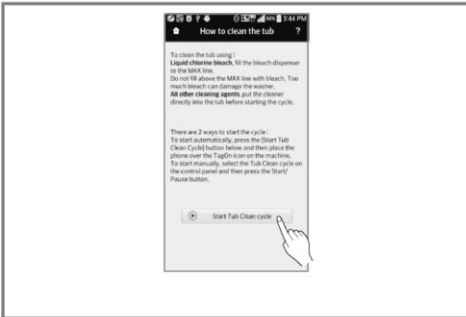 3:44 PM
How to clean the tub ?
To clean the tub using :
Liquid chlorine bleach, fill the bleach dispenser
to the MAX line.
Do not fill above the MAX line with bleach. Too
much bleach can damage the washer.
All other cleaning agents, put the cleaner
directly into the tub before starting the cycle.
There are 2 ways to start the cycle :
To start automatically, press the [Start Tub
Clean Cycle] button below and then place the
phone over the TagOn icon on the machine.
To start manually, select the Tub Clean cycle on
the control panel and then press the Start/
Pause button.
Start Tub Clean cycle